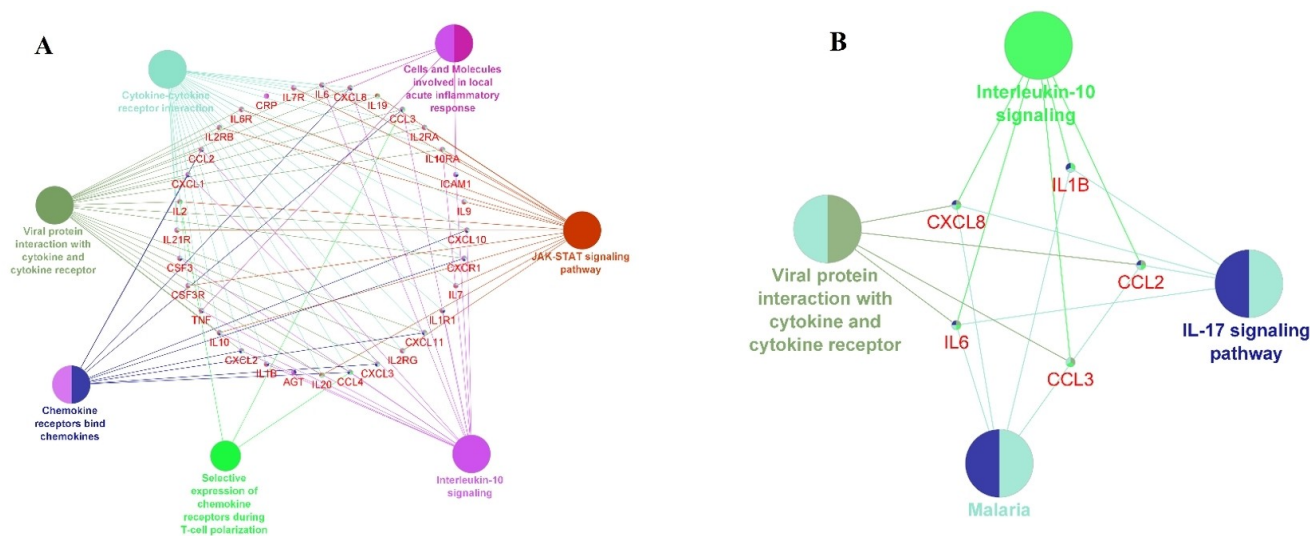 A
Cytokine-cytokine
receptor interaction
Cells and Molecules
involved in local
acute inflammatory
response
IL6
IL7R
CXCL8
CRP
IL19
IL6R
CCL3
IL2RB
IL2RA
CCL2
IL10RA
CXCL1
ICAM1
IL2
IL9
Viral protein
interaction with
cytokine and
cytokine receptor
IL21R
CXCL10
JAK-STAT signaling
pathway
CSF3
CXCR1
CSF3R
IL7
TNF
IL1R1
IL10
CXCL11
CXCL2
IL2RG
IL1B
CXCL3
AGT
CCL4
IL20
Chemokine
receptors bind
chemokines
Selective
expression of
chemokine
receptors during
T-cell polarization
Interleukin-10
signaling
B
Interleukin-10
signaling
IL1B
CXCL8
Viral protein
interaction with
cytokine and
cytokine receptor
CCL2
IL-17 signaling
pathway
IL6
CCL3
Malaria